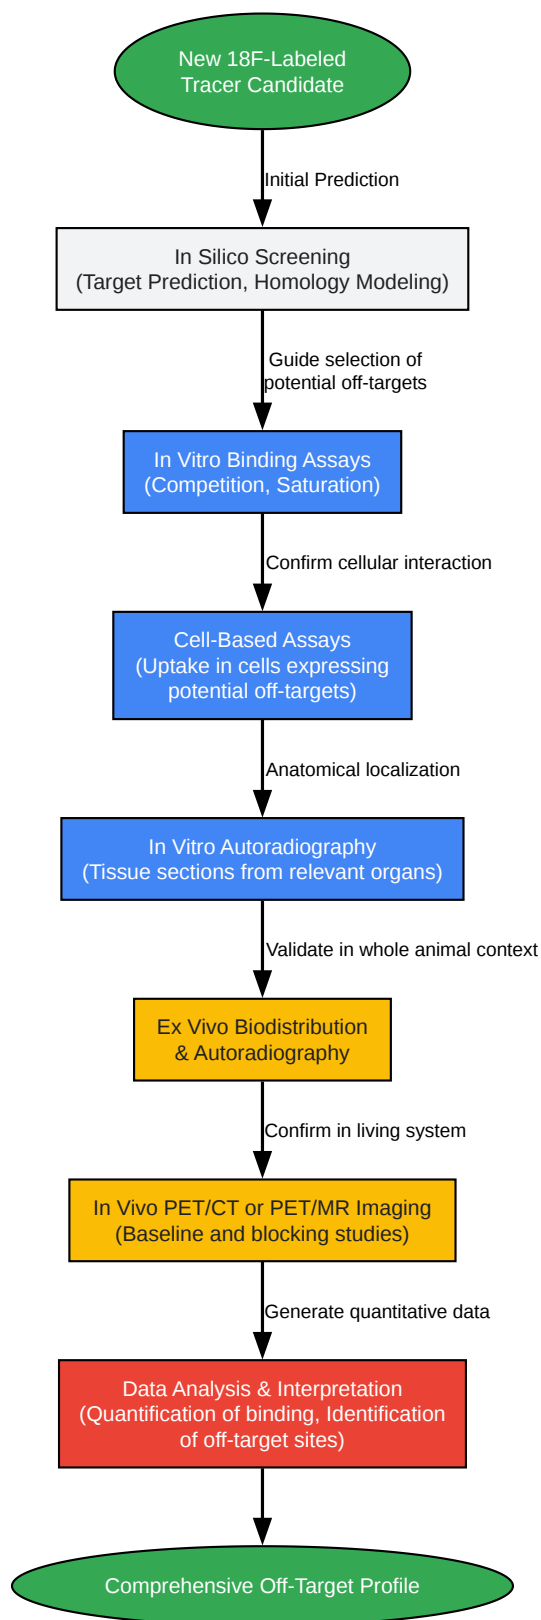 New 18F-Labeled
Tracer Candidate
Initial Prediction
In Silico Screening
(Target Prediction, Homology Modeling)
Guide selection of
potential off-targets
In Vitro Binding Assays
(Competition, Saturation)
Confirm cellular interaction
Cell-Based Assays
(Uptake in cells expressing
potential off-targets)
Anatomical localization
In Vitro Autoradiography
(Tissue sections from relevant organs)
Validate in whole animal context
Ex Vivo Biodistribution
& Autoradiography
Confirm in living system
In Vivo PET/CT or PET/MR Imaging
(Baseline and blocking studies)
Generate quantitative data
Data Analysis & Interpretation
(Quantification of binding, Identification
of off-target sites)
Comprehensive Off-Target Profile